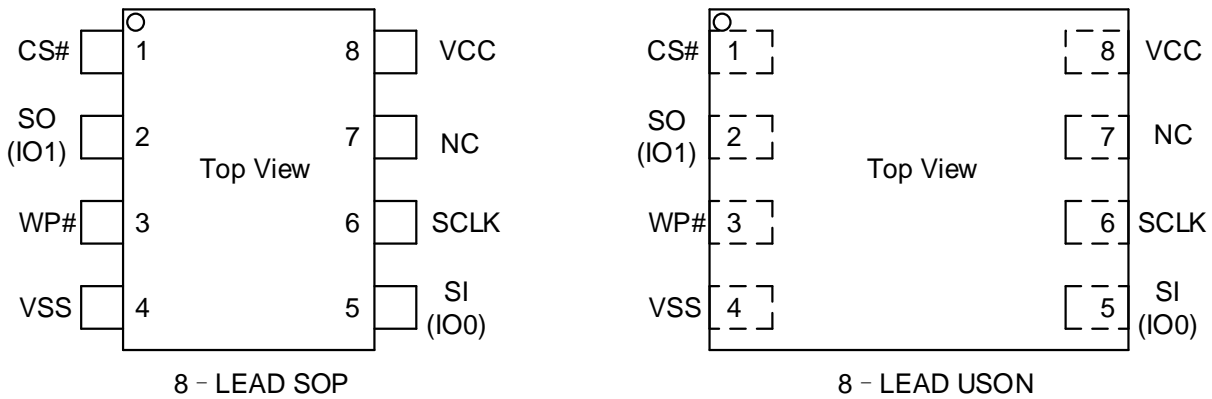 CS# 1 8 VCC
SO
(IO1) 2 7 NC
Top View
WP# 3 6 SCLK
VSS 4 5 SI
(IO0)
8 – LEAD SOP
CS# 1 8 VCC
SO
(IO1) 2 7 NC
Top View
WP# 3 6 SCLK
VSS 4 5 SI
(IO0)
8 – LEAD USON